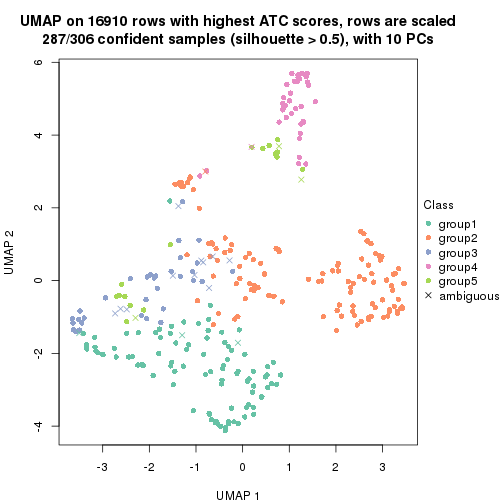 UMAP on 16910 rows with highest ATC scores, rows are scaled
287/306 confident samples (silhouette > 0.5), with 10 PCs
6
4
2
0
-2
-4
UMAP 2
-3
-2
-1
0
1
2
3
UMAP 1
Class
group1
group2
group3
group4
group5
ambiguous